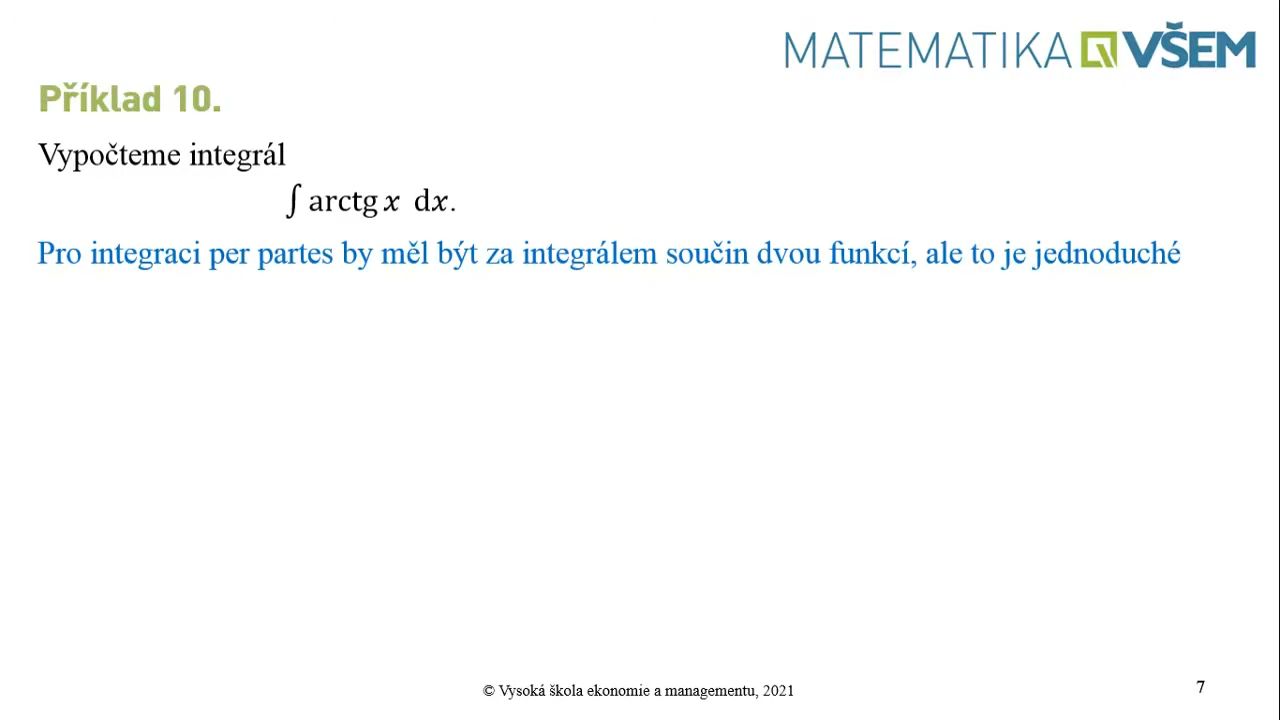 MATEMATIKA VŠEM
Příklad 10.
Vypočteme integrál
∫ arctg x dx.
Pro integraci per partes by měl být za integrálem součin dvou funkcí, ale to je jednoduché
© Vysoká škola ekonomie a managementu, 2021
7